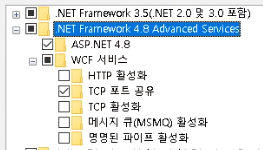 .NET Framework 3.5(.NET 2.0 및 3.0 포함)
.NET Framework 4.8 Advanced Services
ASP.NET 4.8
WCF 서비스
HTTP 활성화
TCP 포트 공유
TCP 활성화
메시지 큐(MSMQ) 활성화
명명된 파이프 활성화